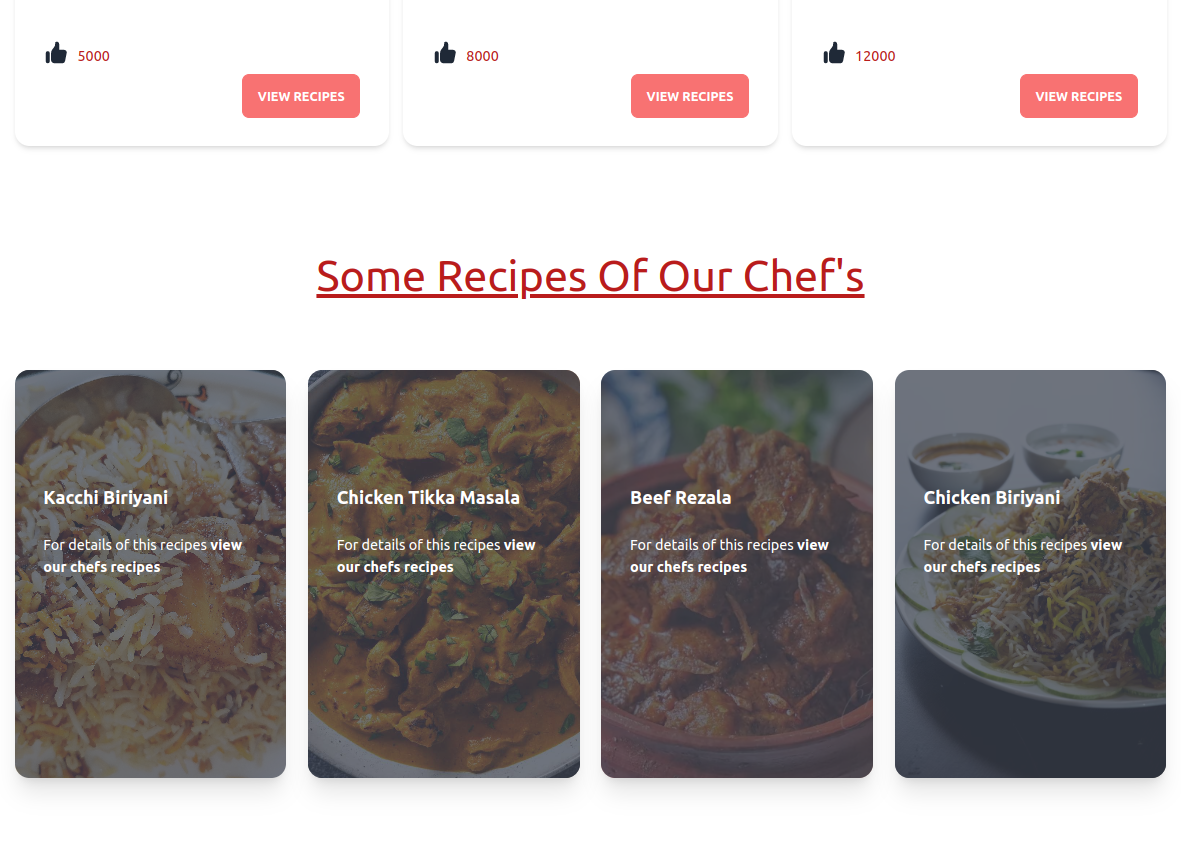 5000
8000
12000
VIEW RECIPES
VIEW RECIPES
VIEW RECIPES
Some Recipes Of Our Chef's
Kacchi Biriyani
For details of this recipes view
our chefs recipes
Chicken Tikka Masala
For details of this recipes view
our chefs recipes
Beef Rezala
For details of this recipes view
our chefs recipes
Chicken Biriyani
For details of this recipes view
our chefs recipes